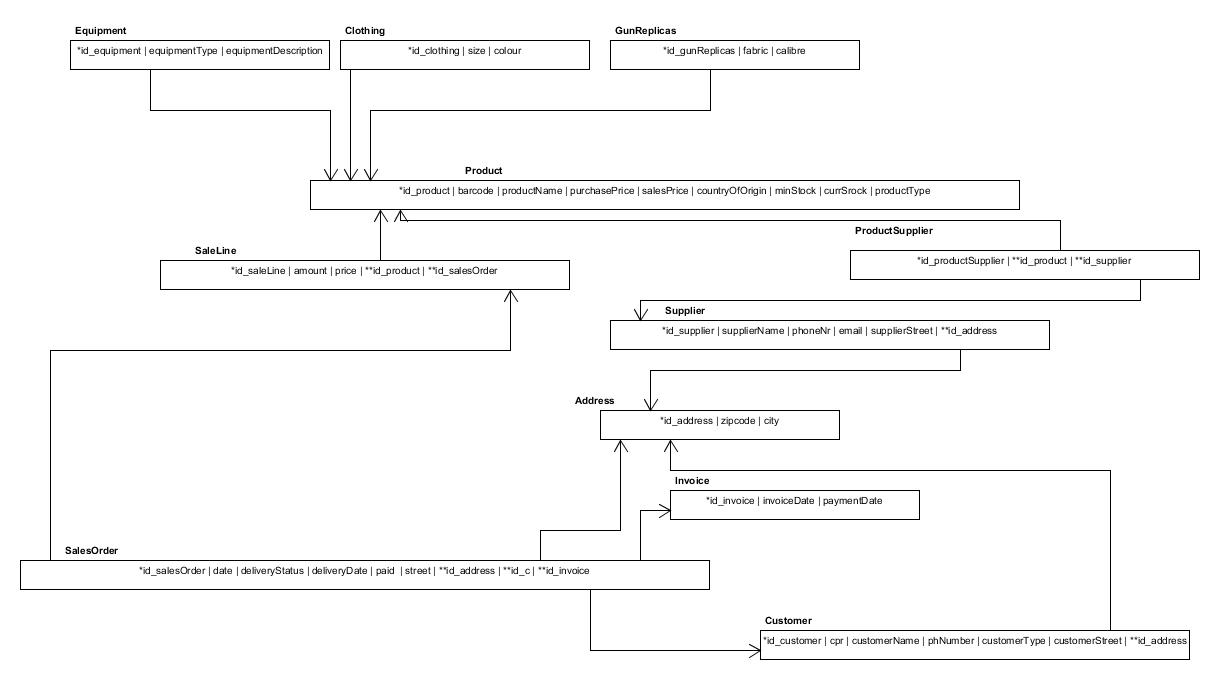 Equipment
*id_equipment | equipmentType | equipmentDescription
Clothing
*id_clothing | size | colour
GunReplicas
*id_gunReplicas | fabric | calibre
Product
*id_product | barcode | productName | purchasePrice | salesPrice | countryOfOrigin | minStock | currSrock | productType
ProductSupplier
*id_productSupplier | **id_product | **id_supplier
SaleLine
*id_saleLine | amount | price | **id_product | **id_salesOrder
Supplier
*id_supplier | supplierName | phoneNr | email | supplierStreet | **id_address
Address
*id_address | zipcode | city
Invoice
*id_invoice | invoiceDate | paymentDate
SalesOrder
*id_salesOrder | date | deliveryStatus | deliveryDate | paid | street | **id_address | **id_c | **id_invoice
Customer
*id_customer | cpr | customerName | phNumber | customerType | customerStreet | **id_address